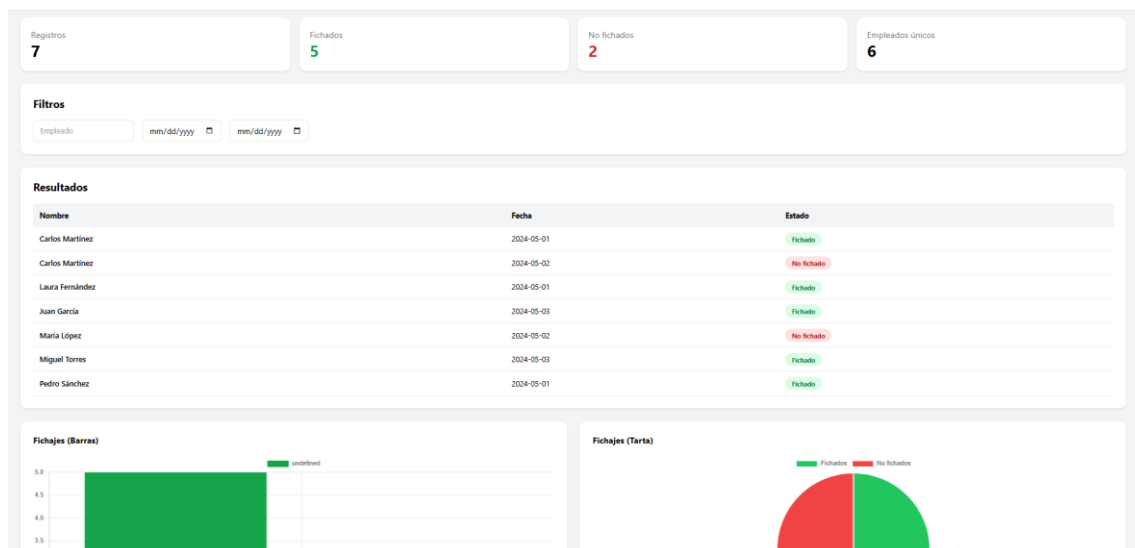 Registros Fichados No fichados Empleados únicos
7 5 2 6
Filtros
Empleado mm/dd/yyyy mm/dd/yyyy
Resultados
Nombre Fecha Estado
Carlos Martínez 2024-05-01 Fichado
Carlos Martínez 2024-05-02 No fichado
Laura Fernández 2024-05-01 Fichado
Juan García 2024-05-03 Fichado
María López 2024-05-02 No fichado
Miguel Torres 2024-05-03 Fichado
Pedro Sánchez 2024-05-01 Fichado
Fichajes (Barras) Fichajes (Tarta)
undefined Fichados No fichados
5.0
4.5
4.0
3.5